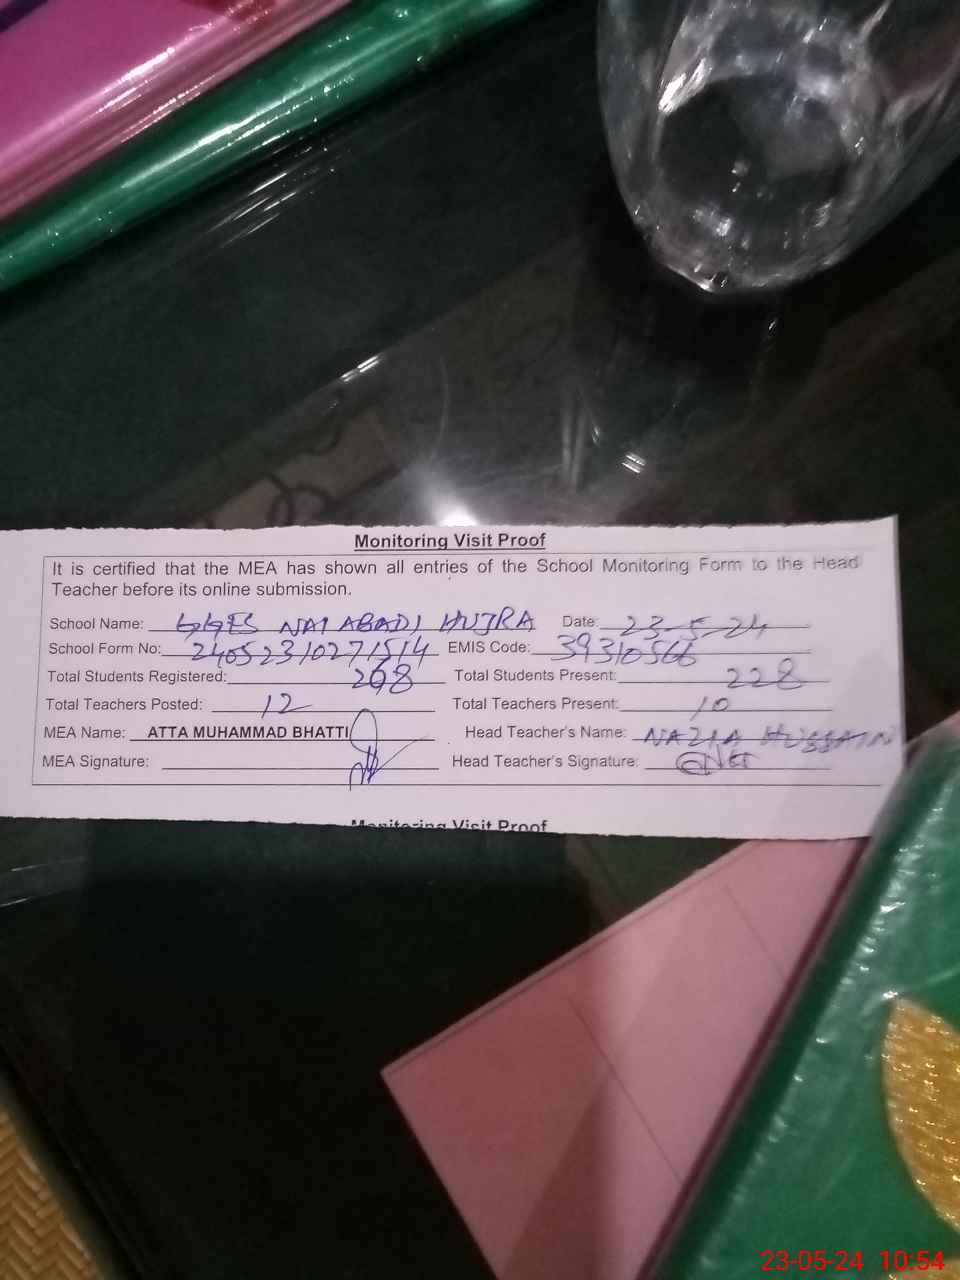 Monitoring Visit Proof
It is certified that the MEA has shown all entries of the School Monitoring Form to the Head
Teacher before its online submission.
School Name: GGES NAI ABADI HUJRA Date: 23-5-24
School Form No: 24052310271514 EMIS Code: 39310566
Total Students Registered: 268 Total Students Present: 228
Total Teachers Posted: 12 Total Teachers Present: 10
MEA Name: ATTA MUHAMMAD BHATTI Head Teacher's Name: NAZIA HUSSAIN
MEA Signature: Head Teacher's Signature:
Monitoring Visit Proof
23-05-24 10:54